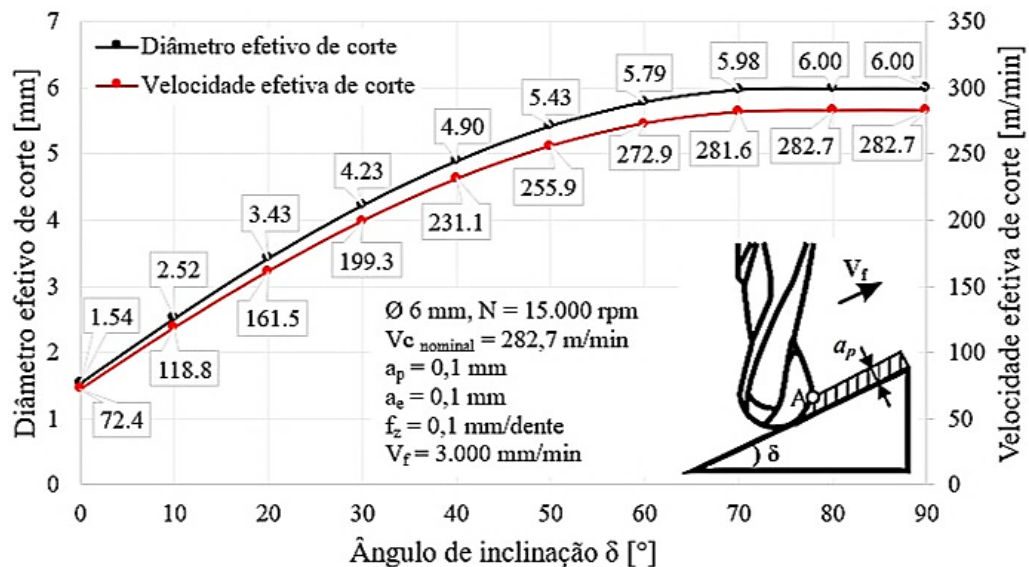 Diâmetro efetivo de corte [mm]
7
6
5
4
3
2
1
0
Diâmetro efetivo de corte
Velocidade efetiva de corte
1.54
2.52
3.43
4.23
4.90
5.43
5.79
5.98
6.00
6.00
72.4
118.8
161.5
199.3
231.1
255.9
272.9
281.6
282.7
282.7
Ø 6 mm, N = 15.000 rpm
Vc nominal = 282,7 m/min
ap = 0,1 mm
ae = 0,1 mm
fz = 0,1 mm/dente
Vf = 3.000 mm/min
Vf
ap
A
δ
350
300
250
200
150
100
50
0
Velocidade efetiva de corte [m/min]
0 10 20 30 40 50 60 70 80 90
Ângulo de inclinação δ [°]